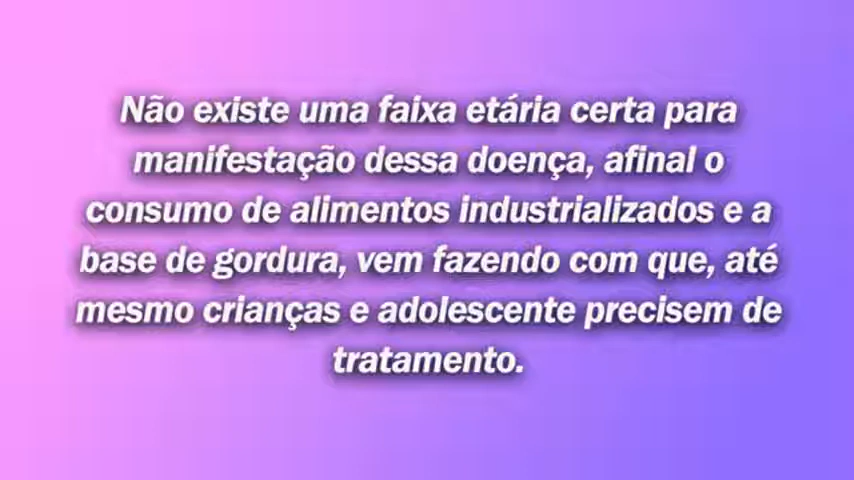 Não existe uma faixa etária certa para
manifestação dessa doença, afinal o
consumo de alimentos industrializados e a
base de gordura, vem fazendo com que, até
mesmo crianças e adolescente precisem de
tratamento.